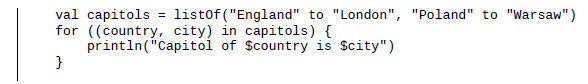 val capitols = listOf("England" to "London", "Poland" to "Warsaw")
for ((country, city) in capitols) {
    println("Capitol of $country is $city")
}